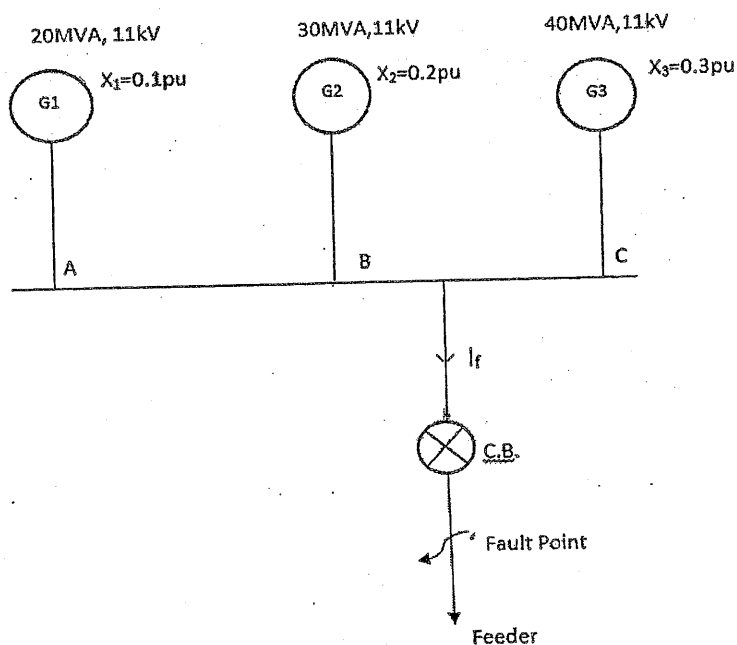 20MVA, 11kV
30MVA,11kV
40MVA,11kV
X₁=0.1pu
X₂=0.2pu
X₃=0.3pu
G1
G2
G3
A
B
C
If
C.B.
Fault Point
Feeder